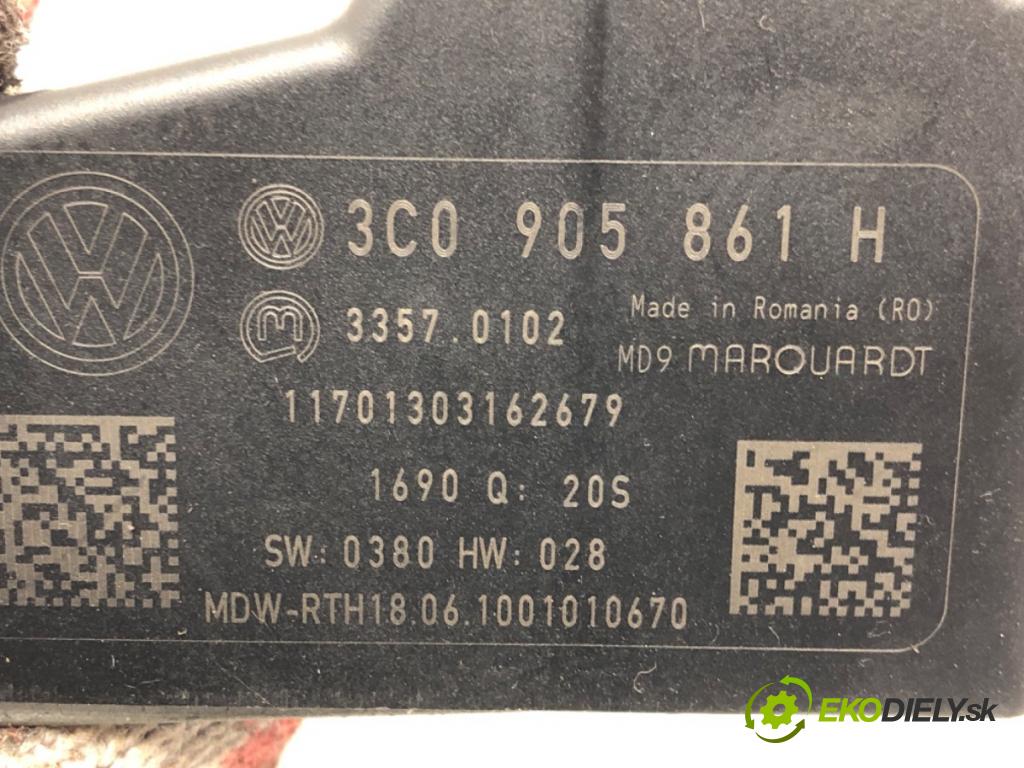 3C0 905 861 H
3357.0102
Made in Romania (RO)
MD9 MARQUARDT
11701303162679
1690 Q: 20S
SW: 0380 HW: 028
MDW-RTH18.06.1001010670
EKODIELY.sk